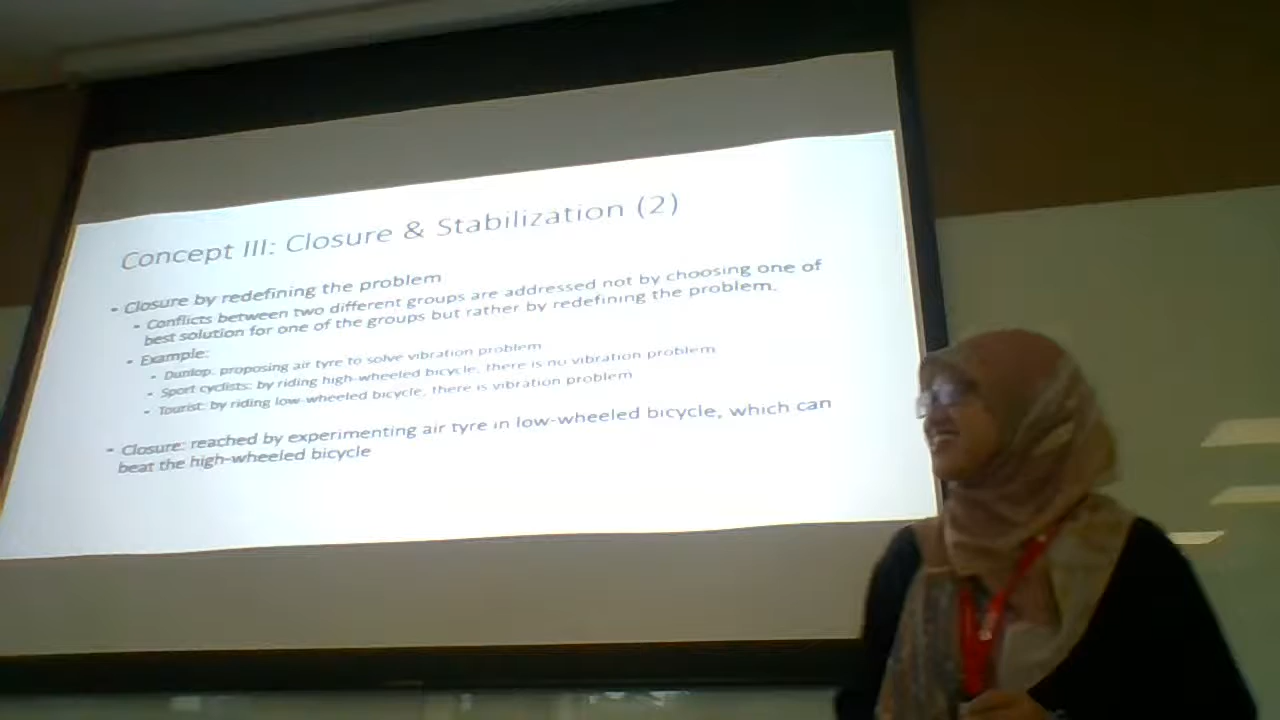 Concept III: Closure & Stabilization (2)
- Closure by redefining the problem
- Conflicts between two different groups are addressed not by choosing one of
best solution for one of the groups but rather by redefining the problem.
- Example:
- Dunlop: proposing air tyre to solve vibration problem
- Sport cyclists: by riding high-wheeled bicycle, there is no vibration problem
- Tourist: by riding low-wheeled bicycle, there is vibration problem
- Closure: reached by experimenting air tyre in low-wheeled bicycle, which can
beat the high-wheeled bicycle